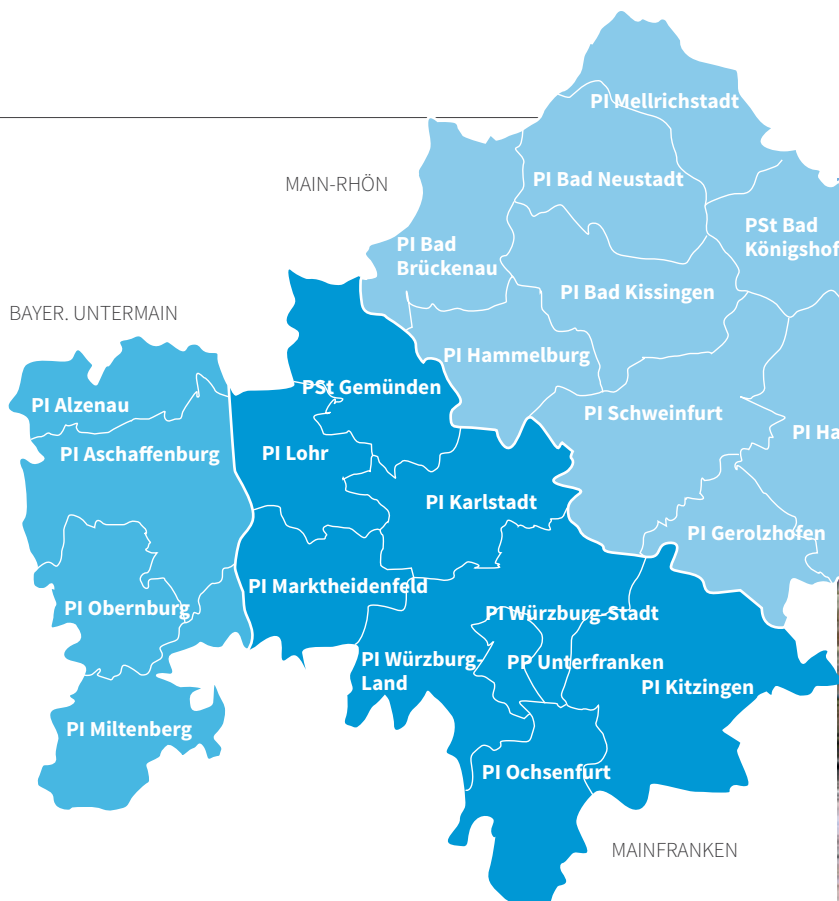 PI Mellrichstadt
MAIN-RHÖN
PI Bad Neustadt
PSt Bad
Königshof
PI Bad
Brückenau
PI Bad Kissingen
BAYER. UNTERMAIN
PI Hammelburg
PSt Gemünden
PI Alzenau
PI Schweinfurt
PI Ha
PI Aschaffenburg
PI Lohr
PI Karlstadt
PI Gerolzhofen
PI Marktheidenfeld
PI Obernburg
PI Würzburg-Stadt
PI Würzburg-
Land
PP Unterfranken
PI Kitzingen
PI Miltenberg
PI Ochsenfurt
MAINFRANKEN